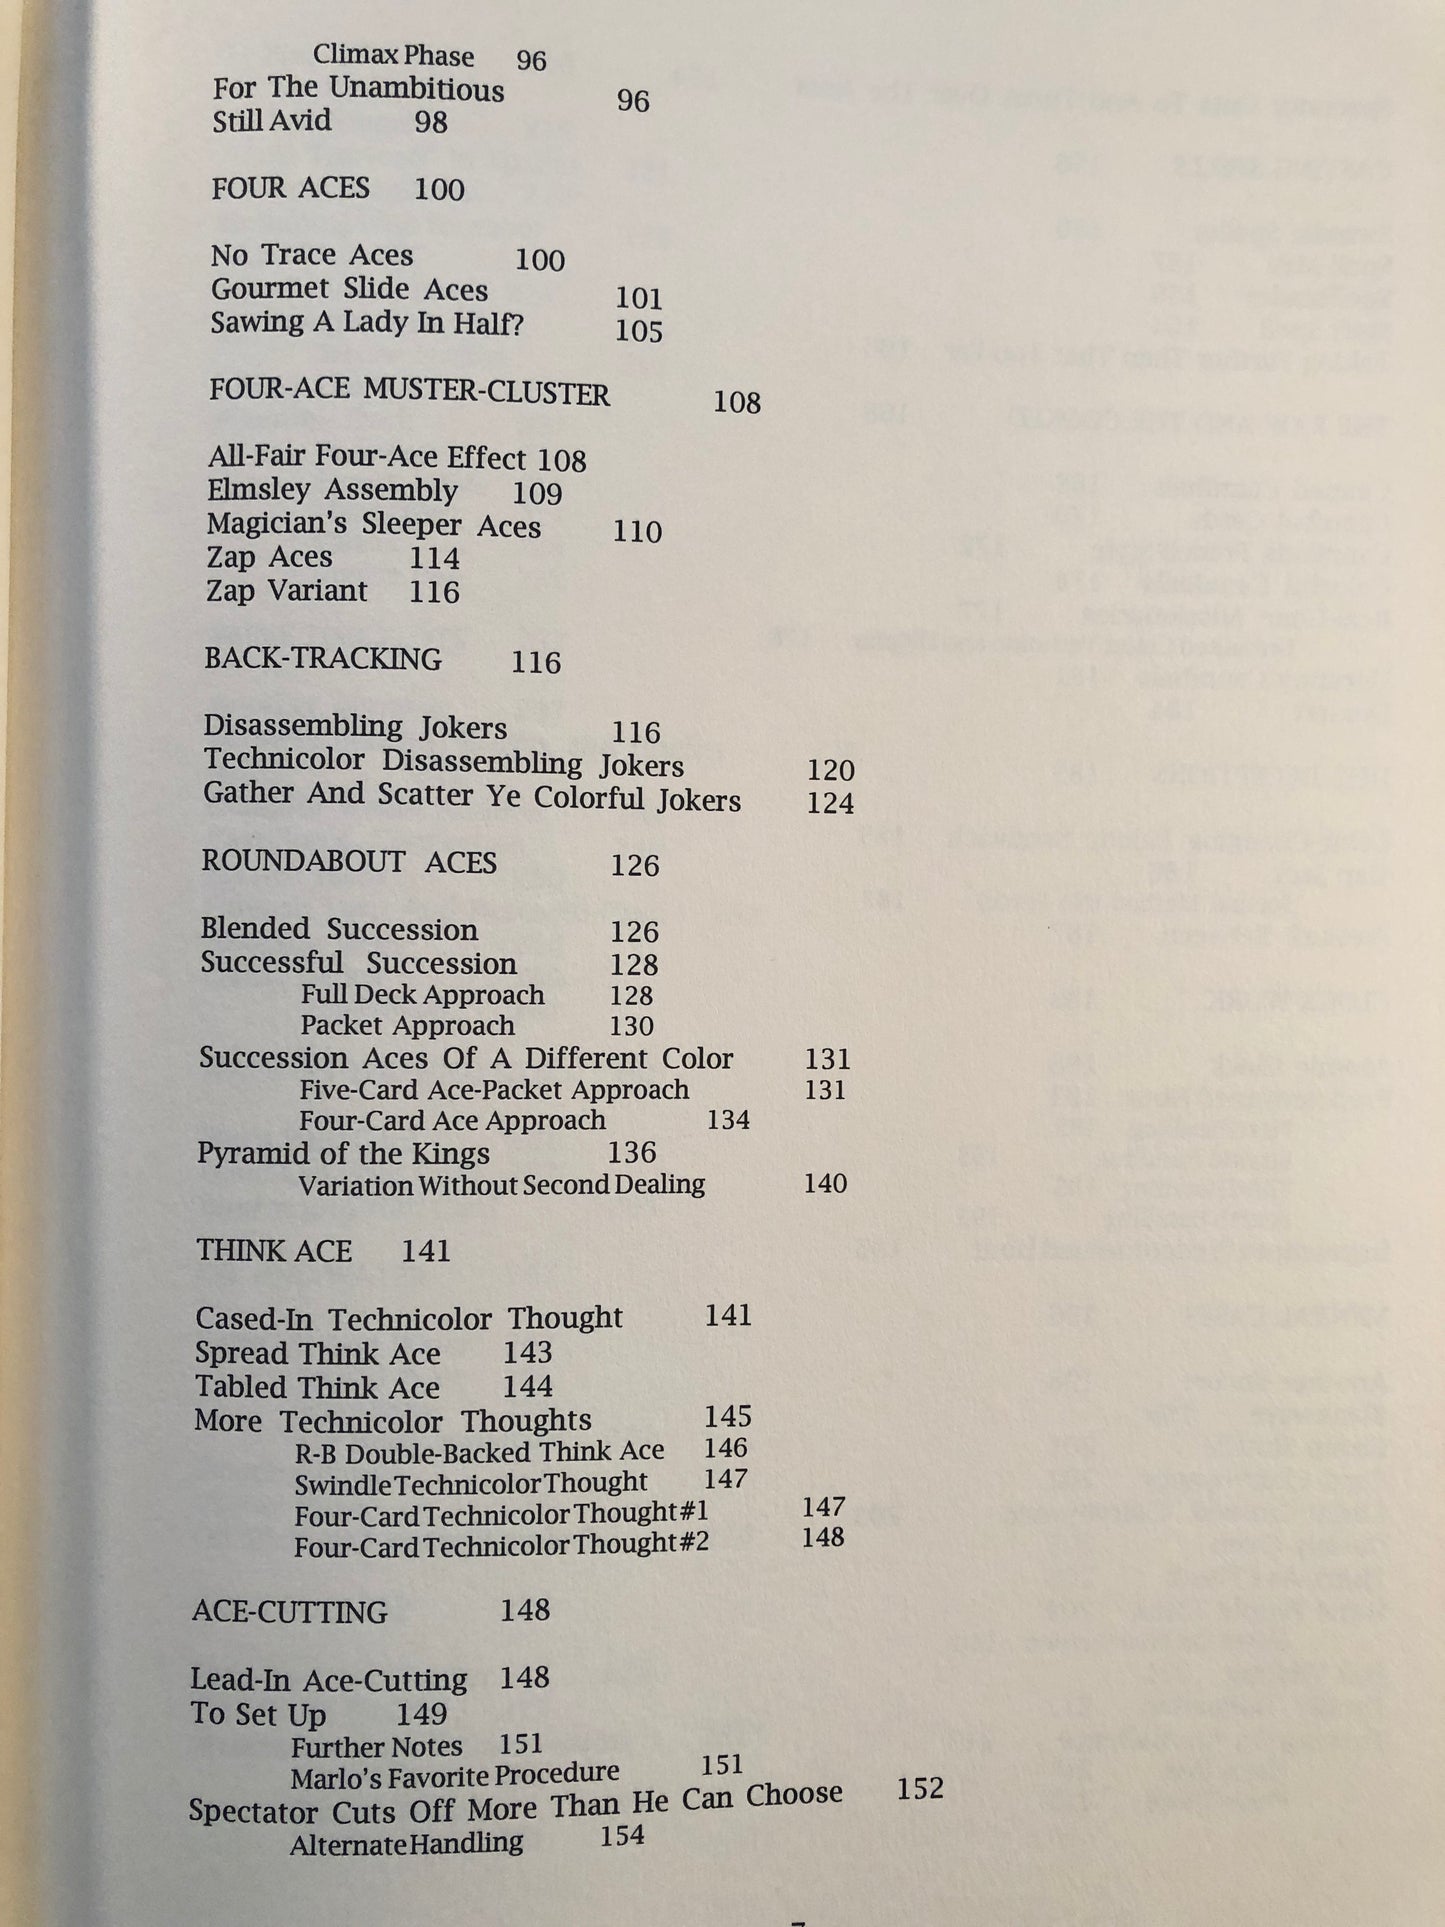 Climax Phase 96
For The Unambitious 96
Still Avid 98
FOUR ACES 100
No Trace Aces 100
Gourmet Slide Aces 101
Sawing A Lady In Half? 105
FOUR-ACE MUSTER-CLUSTER 108
All-Fair Four-Ace Effect 108
Elmsley Assembly 109
Magician's Sleeper Aces 110
Zap Aces 114
Zap Variant 116
BACK-TRACKING 116
Disassembling Jokers 116
Technicolor Disassembling Jokers 120
Gather And Scatter Ye Colorful Jokers 124
ROUNDABOUT ACES 126
Blended Succession 126
Successful Succession 128
Full Deck Approach 128
Packet Approach 130
Succession Aces Of A Different Color 131
Five-Card Ace-Packet Approach 131
Four-Card Ace Approach 134
Pyramid of the Kings 136
Variation Without Second Dealing 140
THINK ACE 141
Cased-In Technicolor Thought 141
Spread Think Ace 143
Tabled Think Ace 144
More Technicolor Thoughts 145
R-B Double-Backed Think Ace 146
Swindle Technicolor Thought 147
Four-Card Technicolor Thought #1 147
Four-Card Technicolor Thought #2 148
ACE-CUTTING 148
Lead-In Ace-Cutting 148
To Set Up 149
Further Notes 151
Marlo's Favorite Procedure 151
Spectator Cuts Off More Than He Can Choose 152
Alternate Handling 154